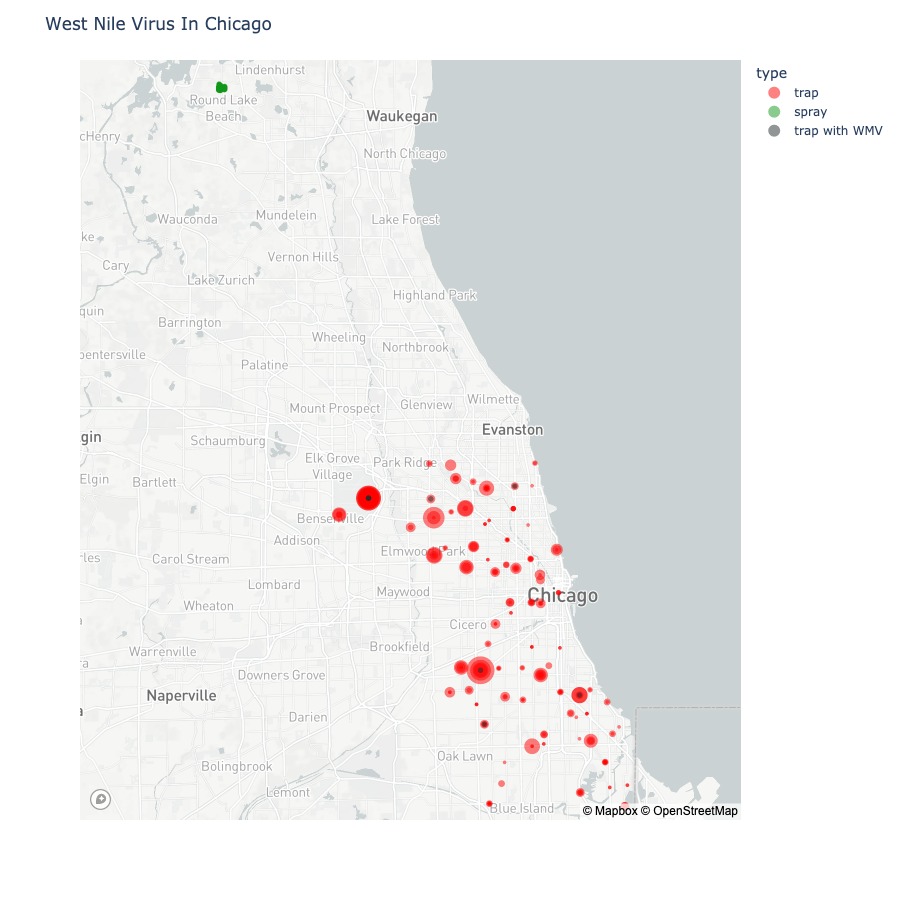 West Nile Virus In Chicago
type
trap
spray
trap with WMV
Lindenhurst
Round Lake
Beach
Waukegan
cHenry
North Chicago
Wauconda
Mundelein
Lake Forest
ke
Vernon Hills
Cary
Lake Zurich
Highland Park
quin
Barrington
Wheeling
Northbrook
pentersville
Palatine
Wilmette
Mount Prospect
Glenview
Evanston
gin
Schaumburg
Elk Grove
Village
Park Ridge
Elgin
Bartlett
Bensenville
Addison
Elmwood Park
les
Carol Stream
Lombard
Maywood
Chicago
Wheaton
Cicero
Brookfield
Warrenville
a
Downers Grove
Naperville
a
Darien
Oak Lawn
Bolingbrook
Lemont
Blue Island
© Mapbox © OpenStreetMap